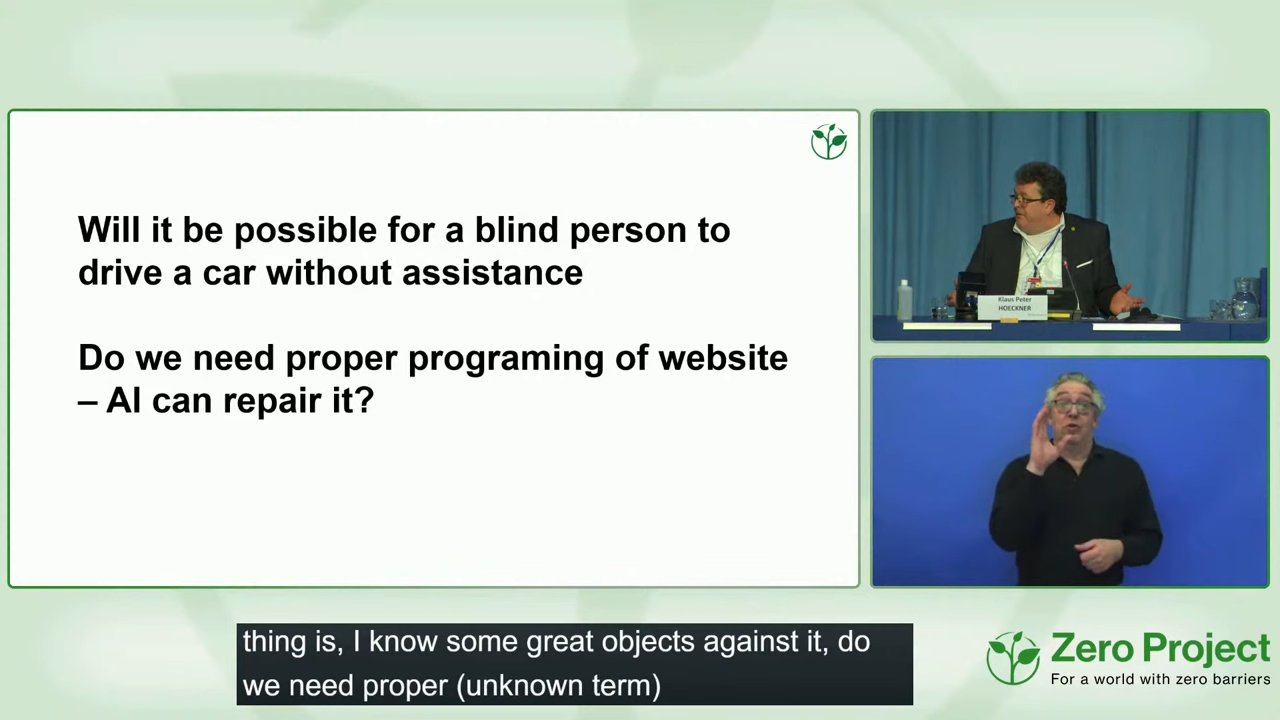 Will it be possible for a blind person to
drive a car without assistance
Do we need proper programing of website
– AI can repair it?
Klaus Peter
HOECKNER
thing is, I know some great objects against it, do
we need proper (unknown term)
Zero Project
For a world with zero barriers